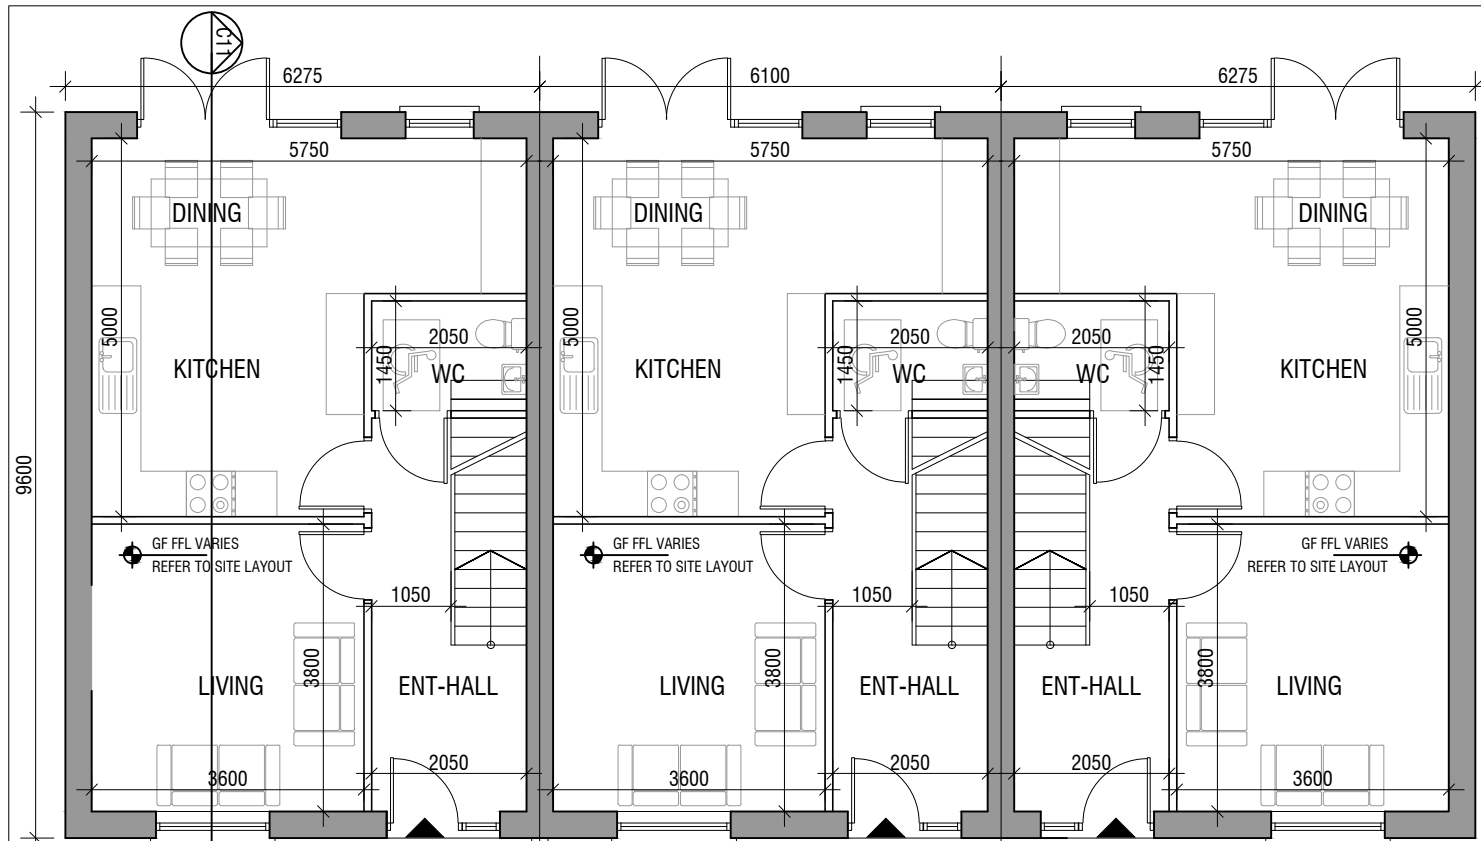 C11
6275
6100
6275
5750
5750
5750
DINING
DINING
DINING
5000
5000
5000
2050
2050
2050
1450
1450
1450
KITCHEN
WC
KITCHEN
WC
WC
KITCHEN
9600
GF FFL VARIES
REFER TO SITE LAYOUT
GF FFL VARIES
REFER TO SITE LAYOUT
GF FFL VARIES
REFER TO SITE LAYOUT
1050
1050
1050
3800
3800
3800
LIVING
ENT-HALL
LIVING
ENT-HALL
ENT-HALL
LIVING
3600
2050
3600
2050
2050
3600